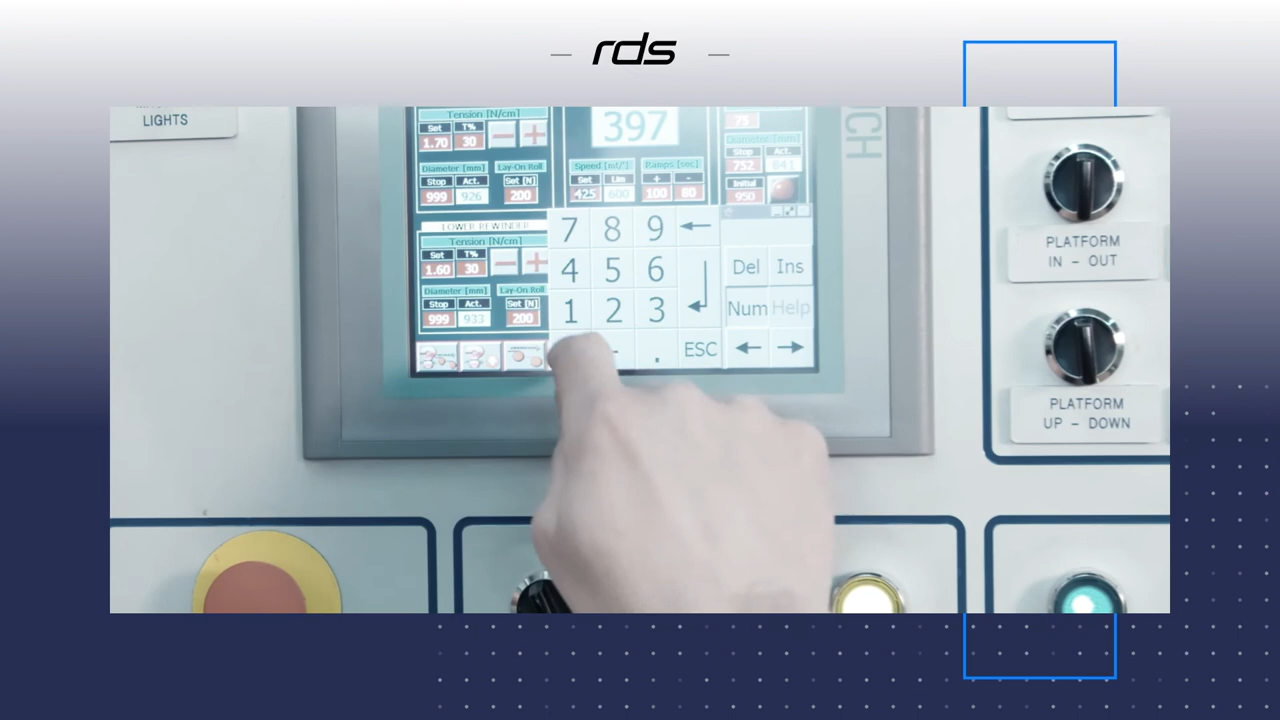 rds
LIGHTS
Tension [N/cm]
Set T%
1.70 30 − +
397
75
CH
Diameter [mm] Lay-On Roll
Stop Act. Set [N]
999 926 200
Speed [mt/'] Ramps [sec]
Set Lim + -
425 600 100 80
Diameter [mm]
Stop Act.
752 641
Initial
950
LOWER REWINDER
Tension [N/cm]
Set T%
1.60 30 − +
Diameter [mm] Lay-On Roll
Stop Act. Set [N]
999 933 200
7 8 9 ←
4 5 6
1 2 3 ↵
- . ESC
Del Ins
Num Help
← →
PLATFORM
IN - OUT
PLATFORM
UP - DOWN